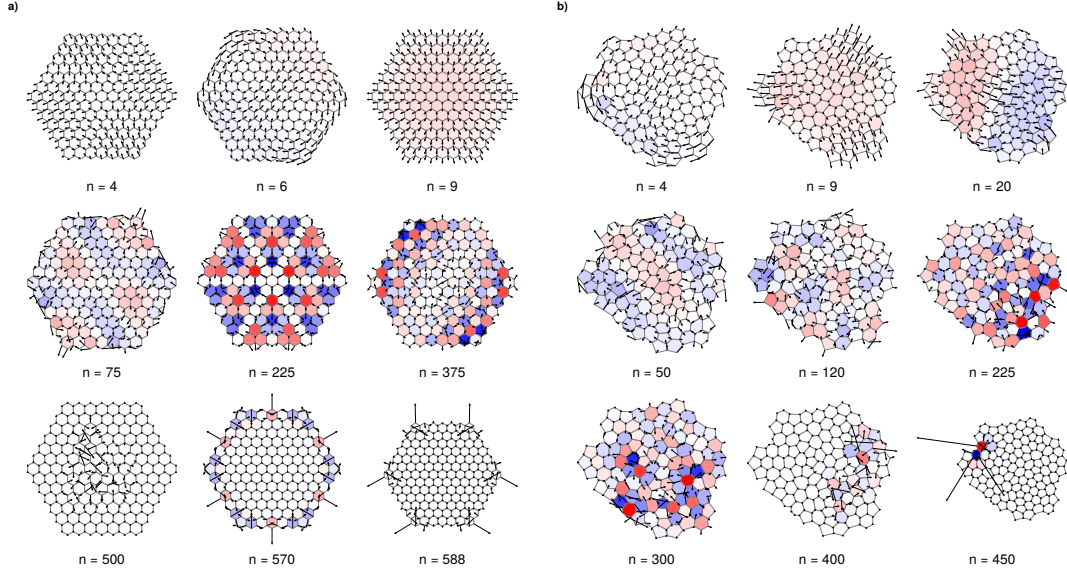 a)
b)
n = 4
n = 6
n = 9
n = 4
n = 9
n = 20
n = 75
n = 225
n = 375
n = 50
n = 120
n = 225
n = 500
n = 570
n = 588
n = 300
n = 400
n = 450